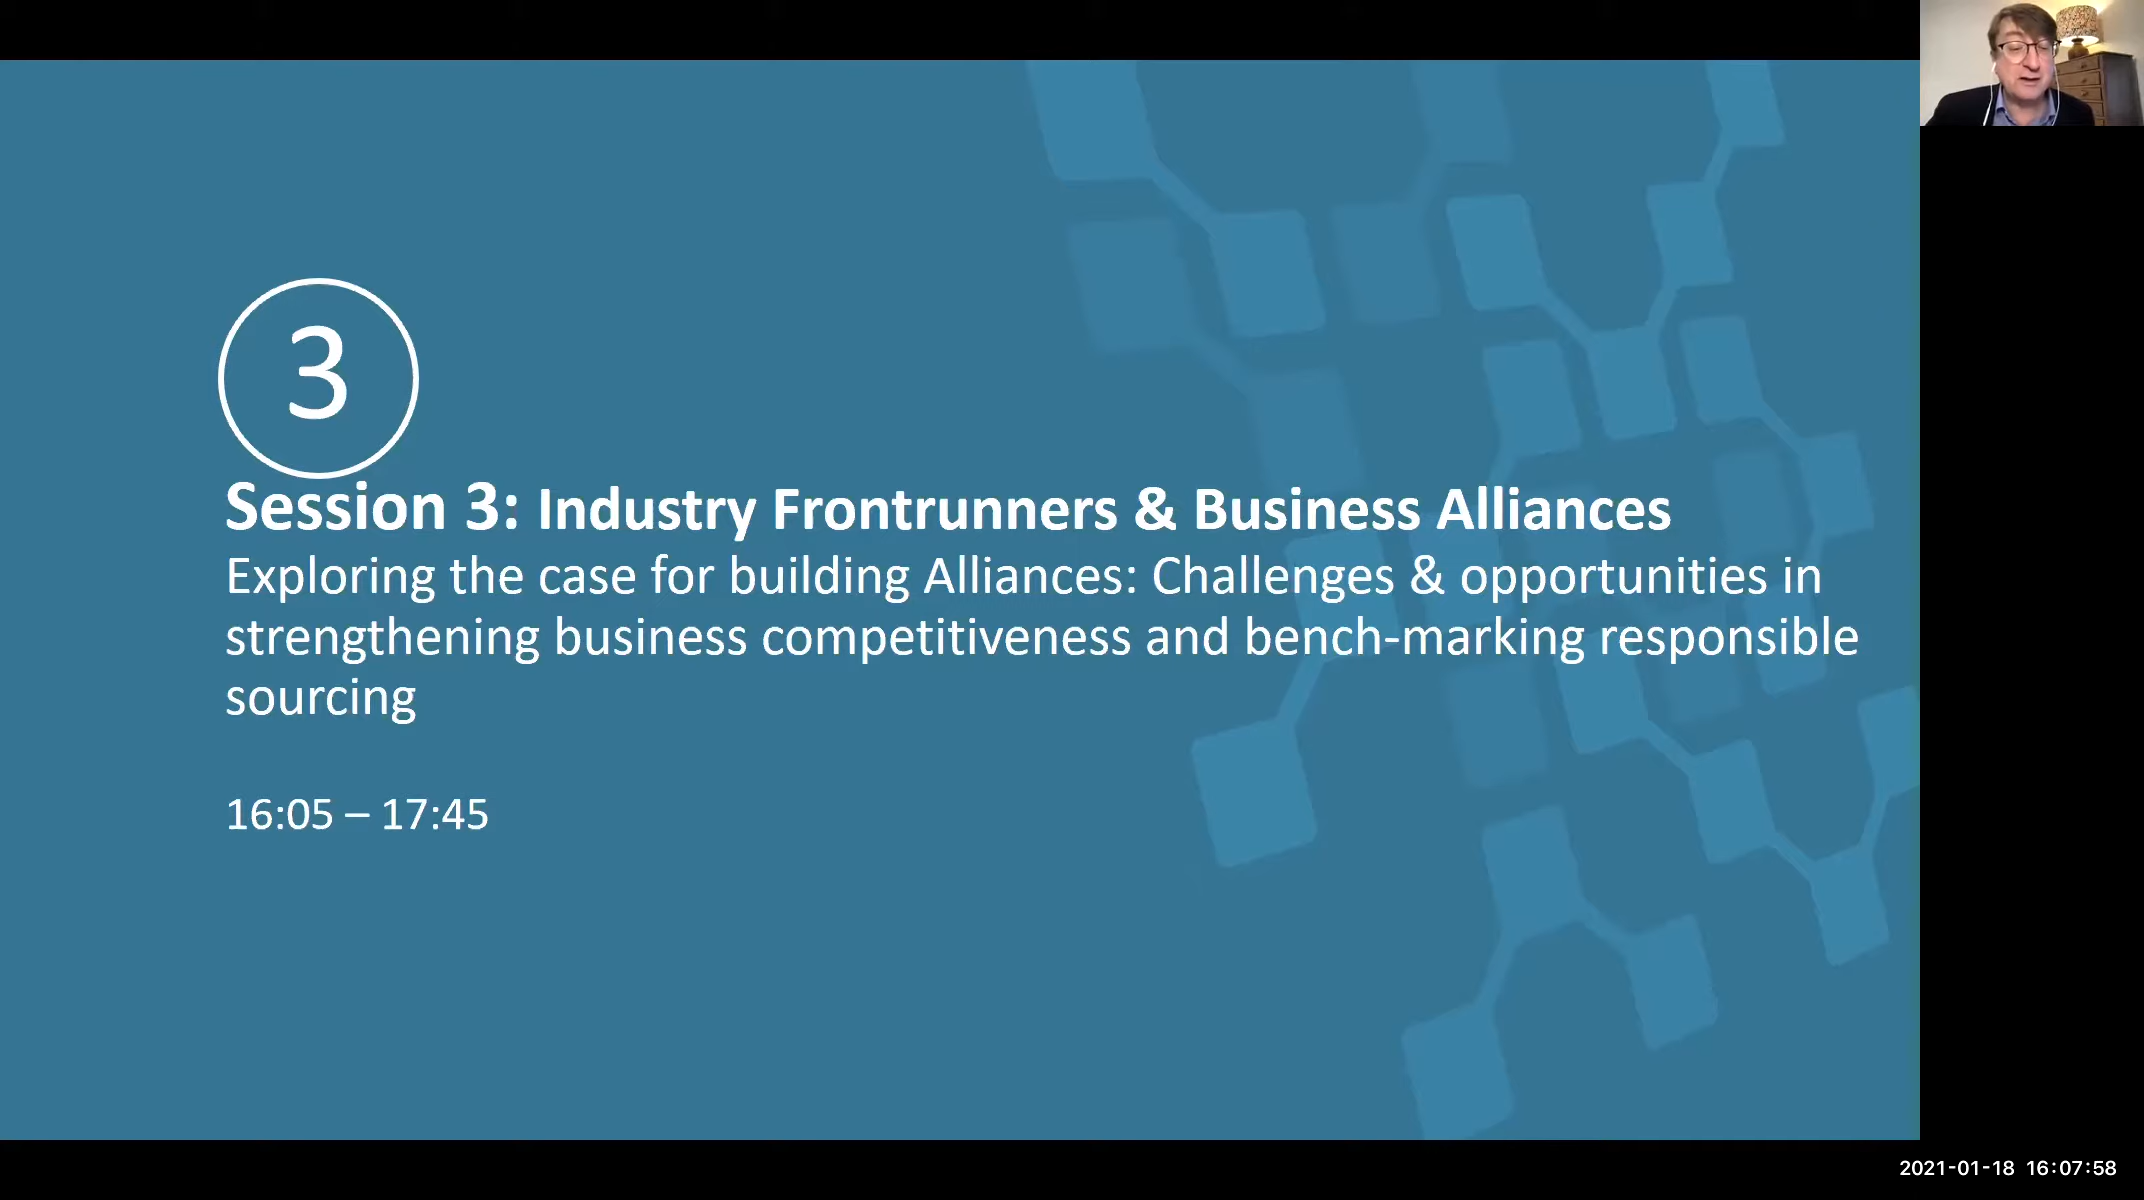 3
Session 3: Industry Frontrunners & Business Alliances
Exploring the case for building Alliances: Challenges & opportunities in
strengthening business competitiveness and bench-marking responsible
sourcing
16:05 – 17:45
2021-01-18 16:07:58